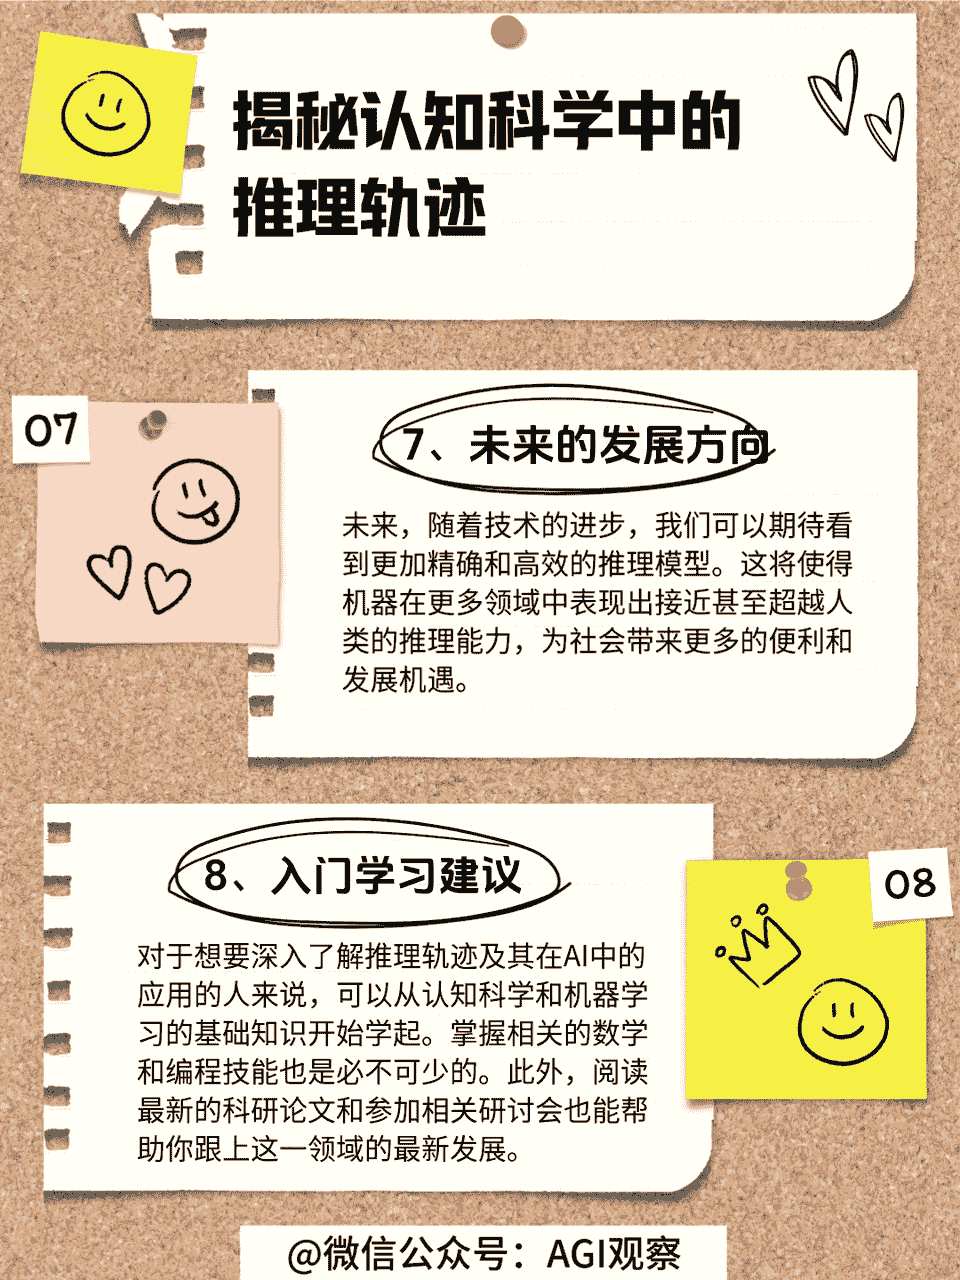 揭秘认知科学中的
推理轨迹
07
7、未来的发展方向
未来，随着技术的进步，我们可以期待看
到更加精确和高效的推理模型。这将使得
机器在更多领域中表现出接近甚至超越人
类的推理能力，为社会带来更多的便利和
发展机遇。
8、入门学习建议
08
对于想要深入了解推理轨迹及其在AI中的
应用的人来说，可以从认知科学和机器学
习的基础知识开始学起。掌握相关的数学
和编程技能也是必不可少的。此外，阅读
最新的科研论文和参加相关研讨会也能帮
助你跟上这一领域的最新发展。
@微信公众号：AGI观察